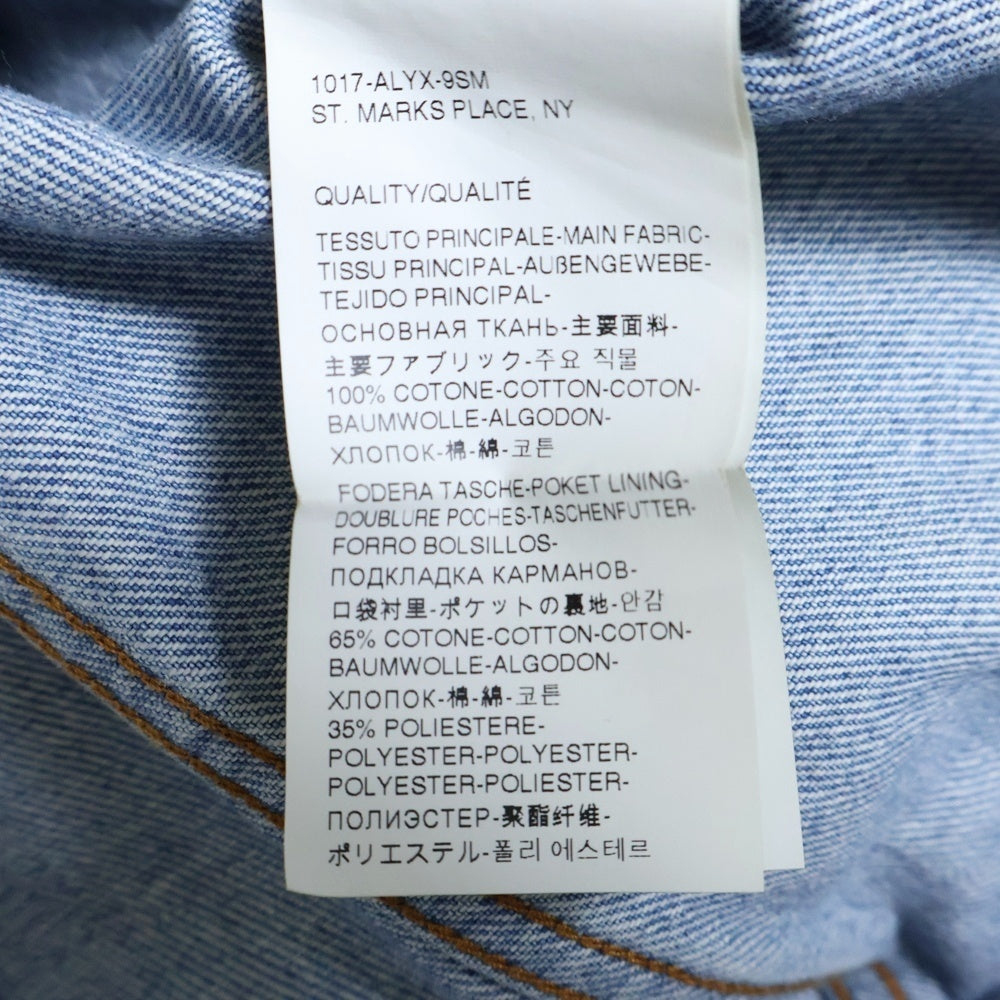 1017-ALYX-9SM
ST. MARKS PLACE, NY
QUALITY/QUALITÉ
TESSUTO PRINCIPALE-MAIN FABRIC-
TISSU PRINCIPAL-AUßENGEWEBE-
TEJIDO PRINCIPAL-
ОСНОВНАЯ ТКАНЬ-主要面料-
主要ファブリック-주요 직물
100% COTONE-COTTON-COTON-
BAUMWOLLE-ALGODON-
ХЛОПОК-棉-綿-코튼
FODERA TASCHE-POKET LINING-
DOUBLURE POCHES-TASCHENFUTTER-
FORRO BOLSILLOS-
ПОДКЛАДКА КАРМАНОВ-
口袋衬里-ポケットの裏地-안감
65% COTONE-COTTON-COTON-
BAUMWOLLE-ALGODON-
ХЛОПОК-棉-綿-코튼
35% POLIESTERE-
POLYESTER-POLYESTER-
POLYESTER-POLIESTER-
ПОЛИЭСТЕР-聚酯纤维-
ポリエステル-폴리 에스테르